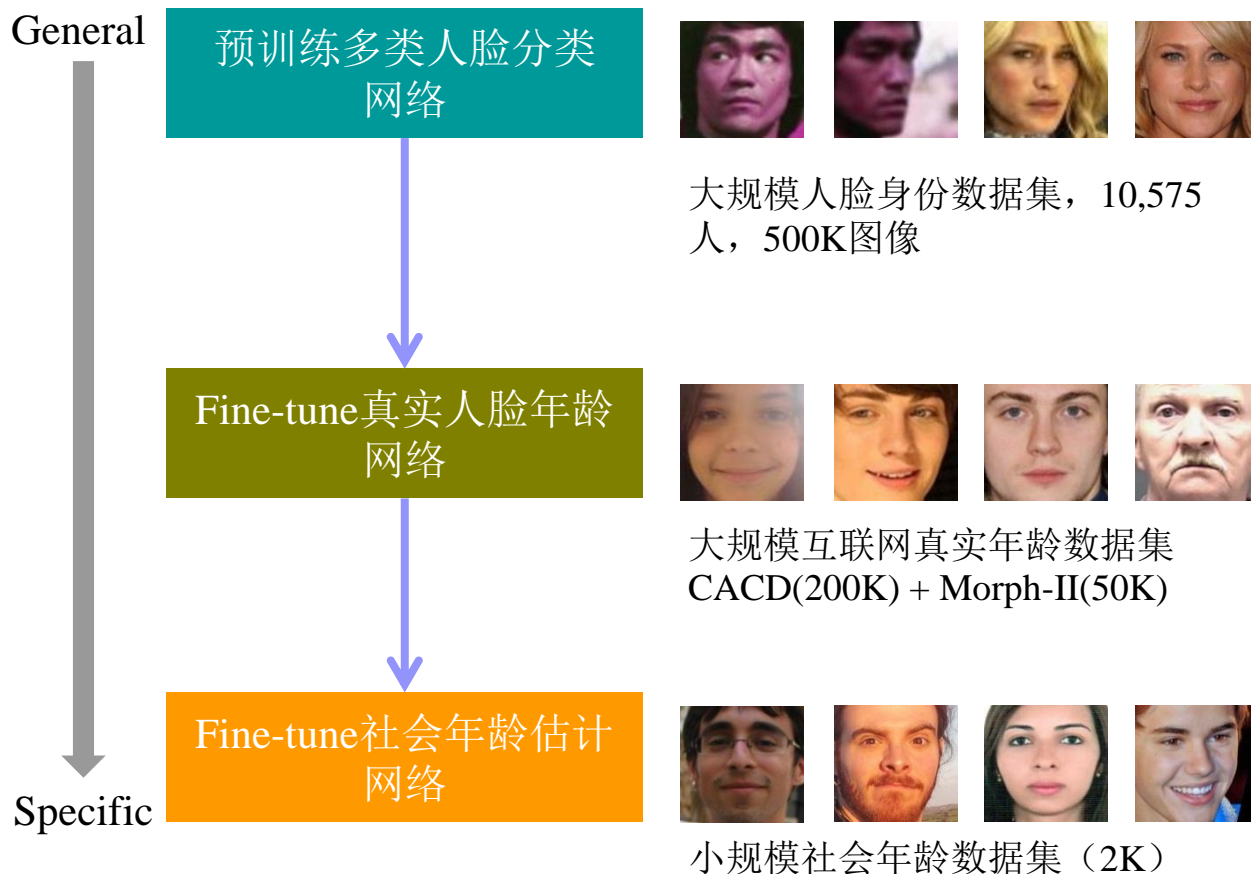 General
预训练多类人脸分类
网络
大规模人脸身份数据集，10,575
人，500K图像
Fine-tune真实人脸年龄
网络
大规模互联网真实年龄数据集
CACD(200K) + Morph-II(50K)
Fine-tune社会年龄估计
网络
Specific
小规模社会年龄数据集（2K）